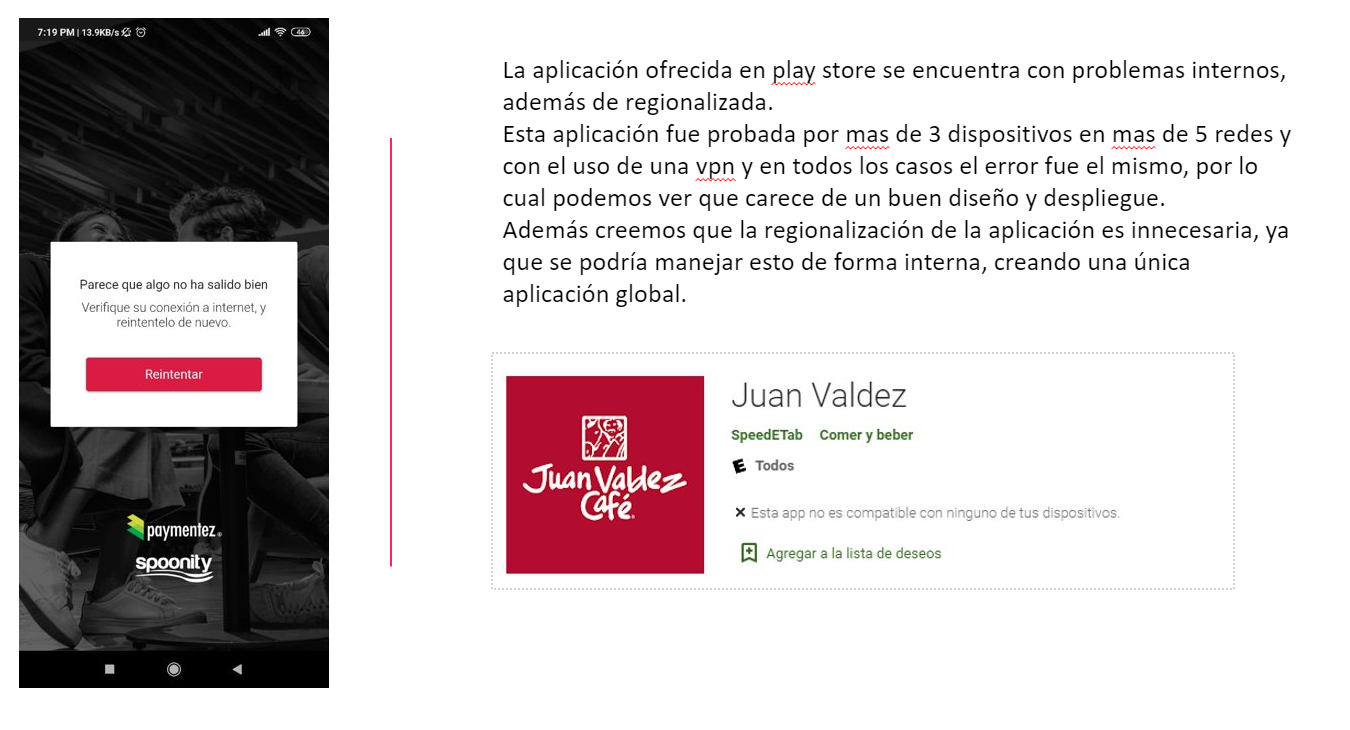 7:19 PM | 13.9KB/s
46
Parece que algo no ha salido bien
Verifique su conexión a internet, y
reintentelo de nuevo.
Reintentar
paymentez
spoonity
La aplicación ofrecida en play store se encuentra con problemas internos,
además de regionalizada.
Esta aplicación fue probada por mas de 3 dispositivos en mas de 5 redes y
con el uso de una vpn y en todos los casos el error fue el mismo, por lo
cual podemos ver que carece de un buen diseño y despliegue.
Además creemos que la regionalización de la aplicación es innecesaria, ya
que se podría manejar esto de forma interna, creando una única
aplicación global.
Juan Valdez
Café
Juan Valdez
SpeedETab Comer y beber
E Todos
Esta app no es compatible con ninguno de tus dispositivos.
Agregar a la lista de deseos